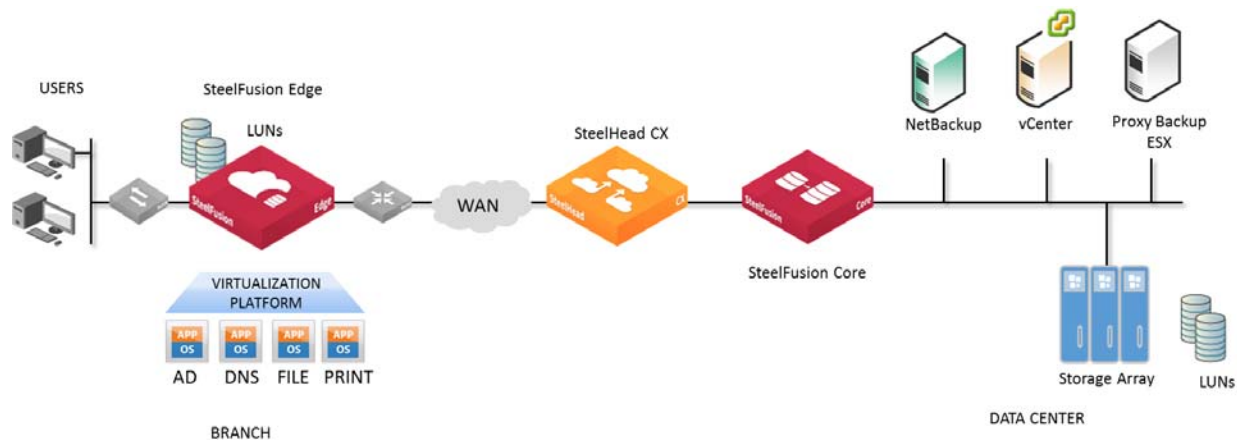 USERS
SteelFusion Edge
LUNs
SteelFusion
Edge
WAN
SteelHead CX
SteelHead
CX
SteelFusion
Core
SteelFusion Core
NetBackup
vCenter
Proxy Backup
ESX
VIRTUALIZATION
PLATFORM
APP
OS
APP
OS
APP
OS
APP
OS
AD
DNS
FILE
PRINT
BRANCH
Storage Array
LUNs
DATA CENTER